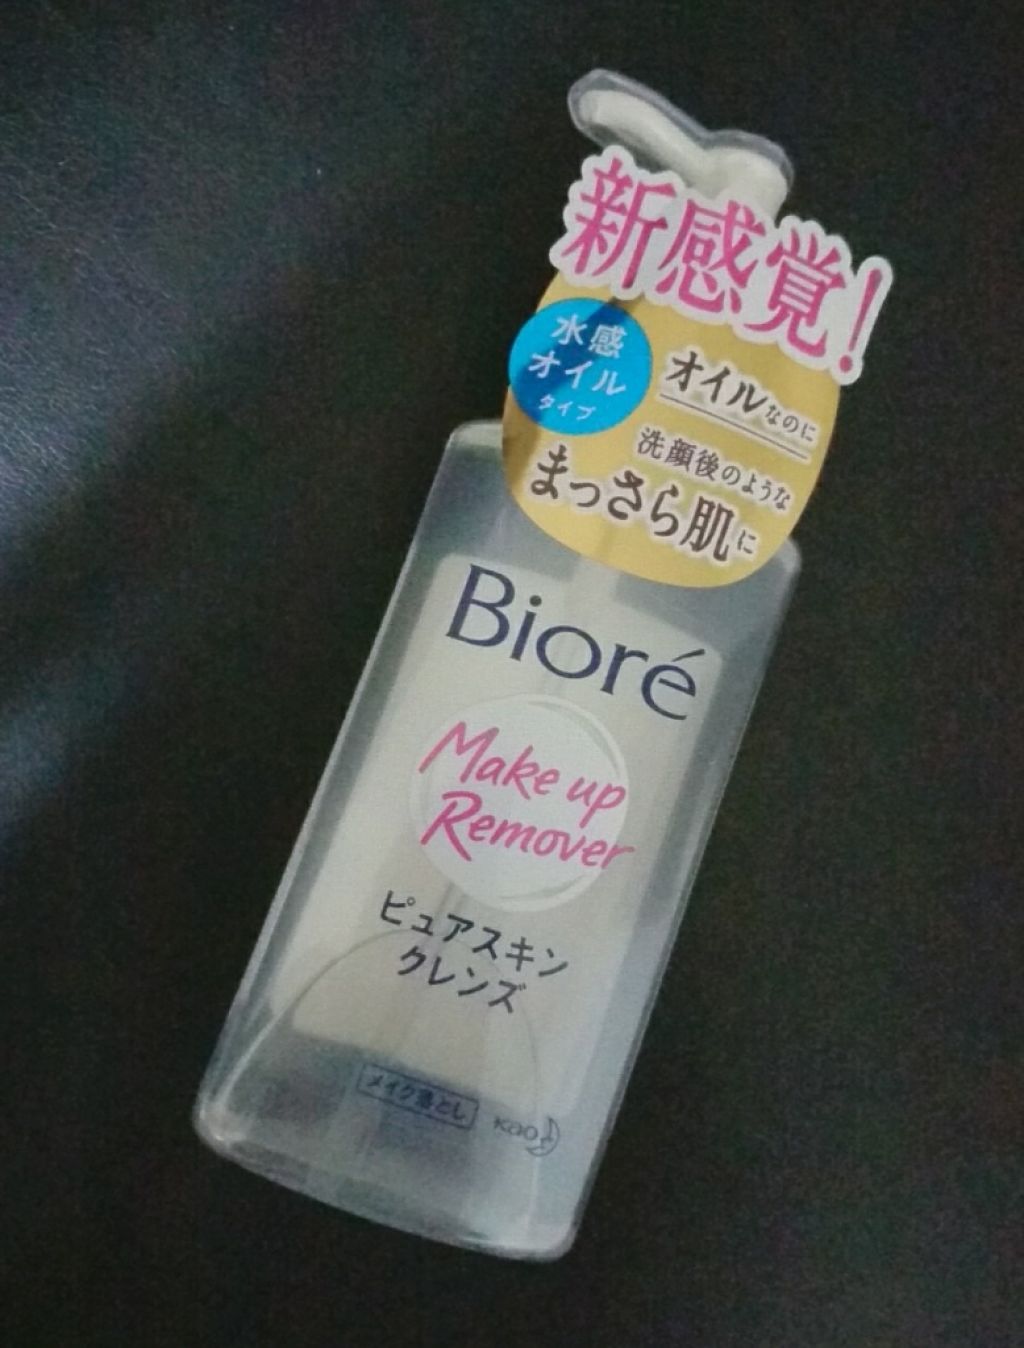 新感覚!
水感
オイル
タイプ
オイルなのに
洗顔後のような
まっさら肌に
Bioré
Make up
Remover
ピュアスキン
クレンズ
メイク落とし
Kao